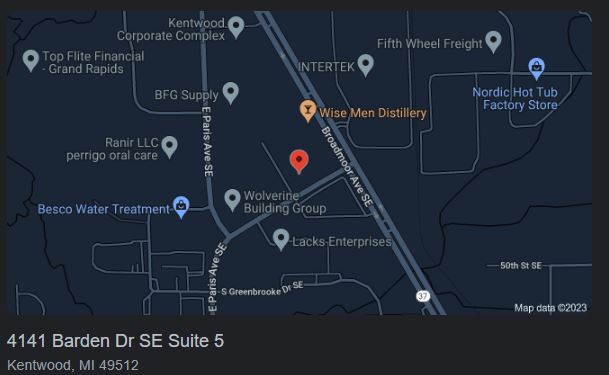 Kentwood
Corporate Complex
Top Flite Financial
- Grand Rapids
Fifth Wheel Freight
INTERTEK
BFG Supply
Nordic Hot Tub
Factory Store
Wise Men Distillery
E Paris Ave SE
Broadmoor Ave SE
Ranir LLC
perrigo oral care
Wolverine
Building Group
Besco Water Treatment
Lacks Enterprises
E Paris Ave SE
50th St SE
S Greenbrooke Dr SE
37
Map data ©2023
4141 Barden Dr SE Suite 5
Kentwood, MI 49512